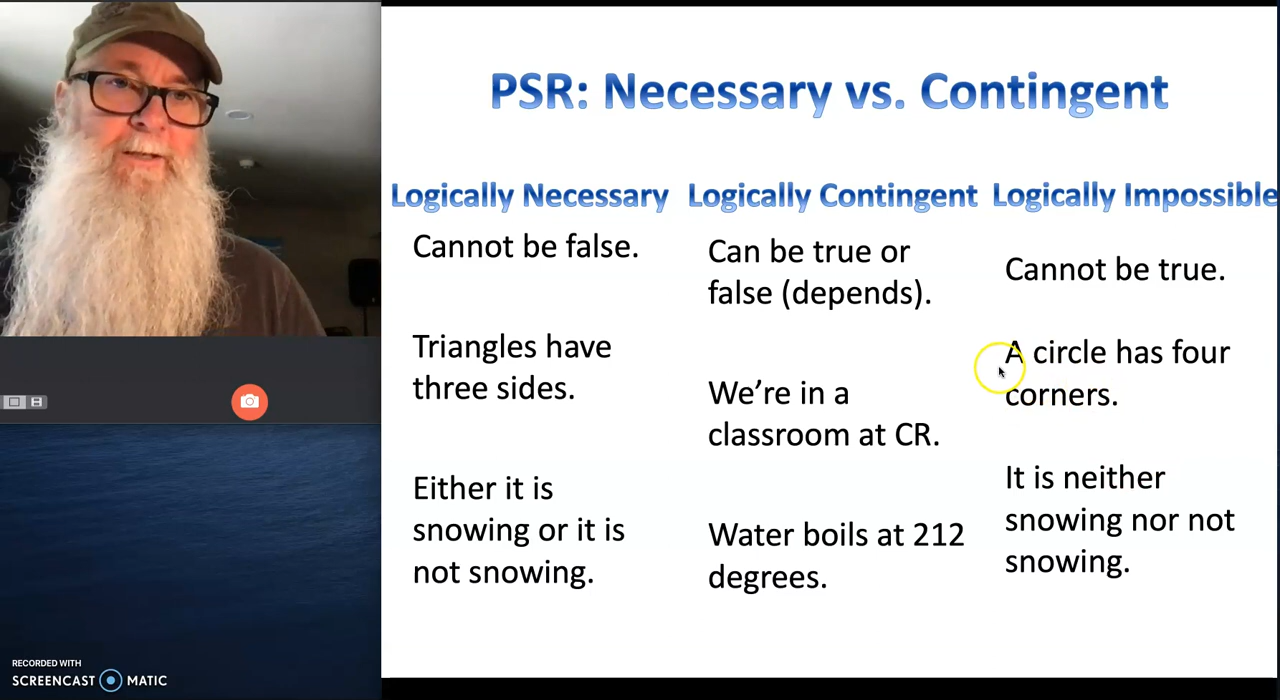 PSR: Necessary vs. Contingent
Logically Necessary
Cannot be false.
Triangles have
three sides.
Either it is
snowing or it is
not snowing.
Logically Contingent
Can be true or
false (depends).
We’re in a
classroom at CR.
Water boils at 212
degrees.
Logically Impossible
Cannot be true.
A circle has four
corners.
It is neither
snowing nor not
snowing.
RECORDED WITH
SCREENCAST MATIC